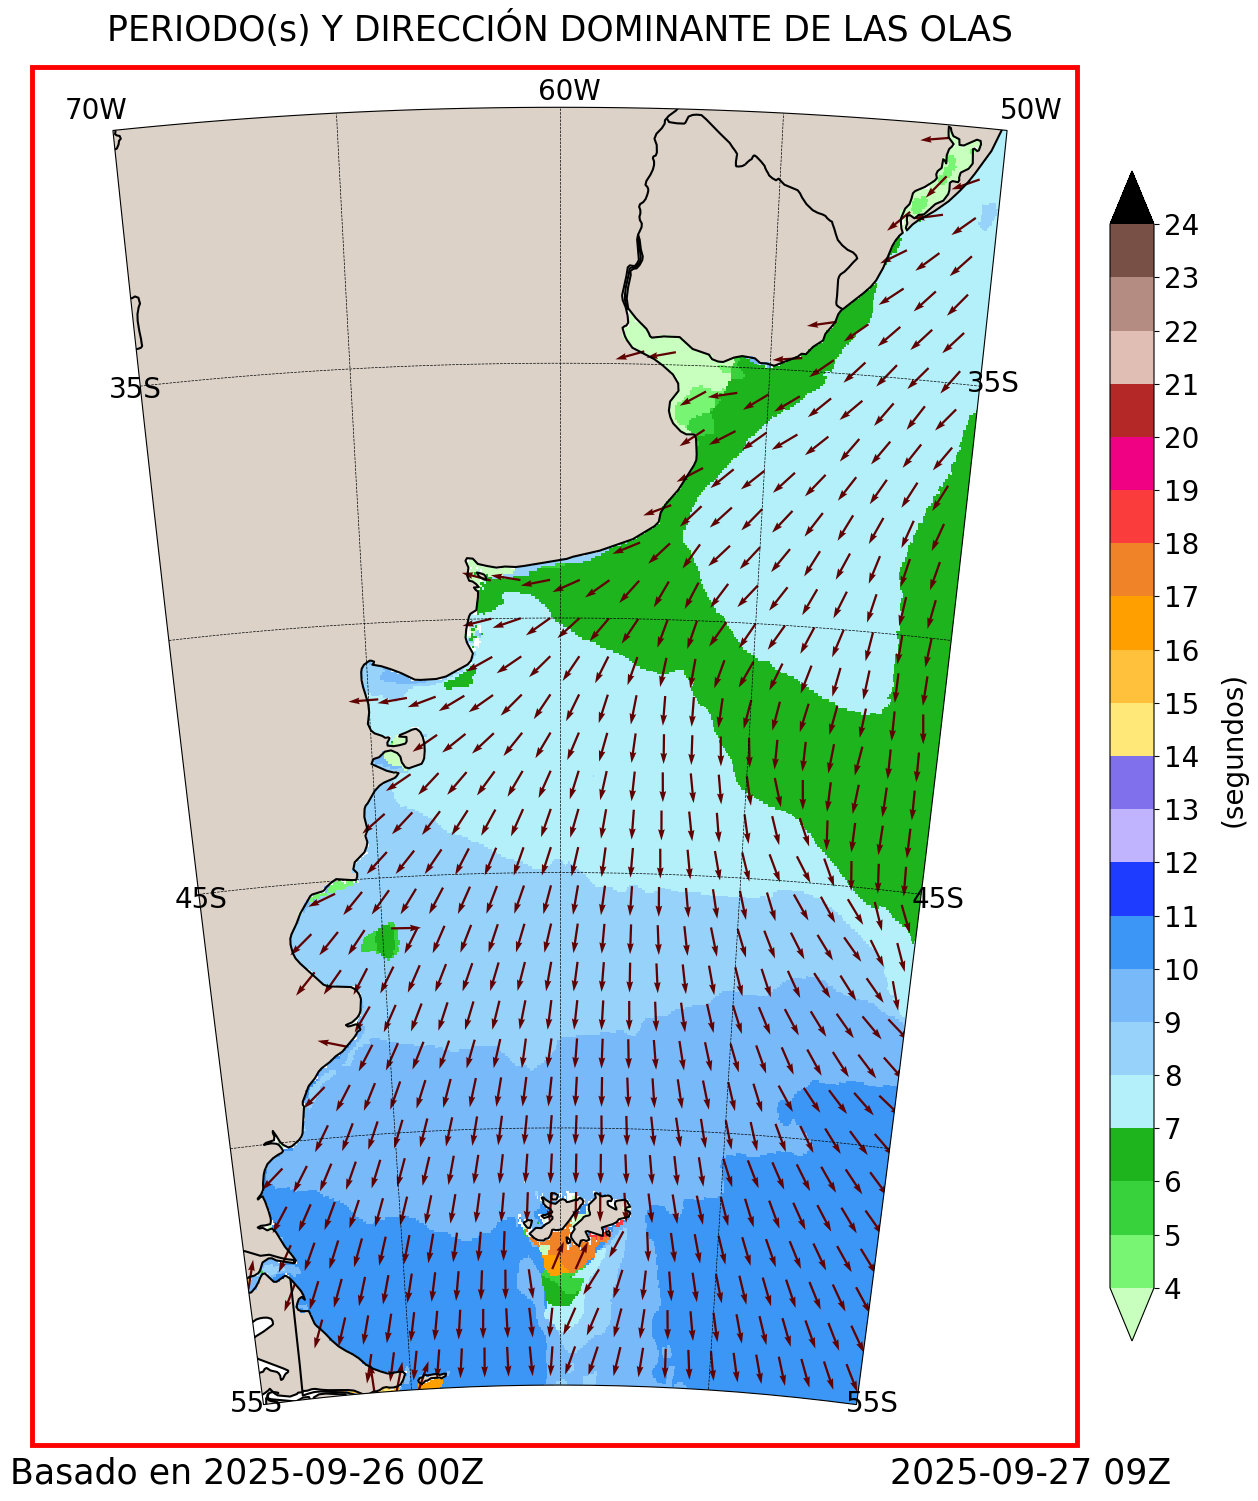 PERIODO(s) Y DIRECCIÓN DOMINANTE DE LAS OLAS
70W
60W
50W
35S
35S
45S
45S
55S
55S
24
23
22
21
20
19
18
17
16
15
14
13
12
11
10
9
8
7
6
5
4
(segundos)
Basado en 2025-09-26 00Z
2025-09-27 09Z